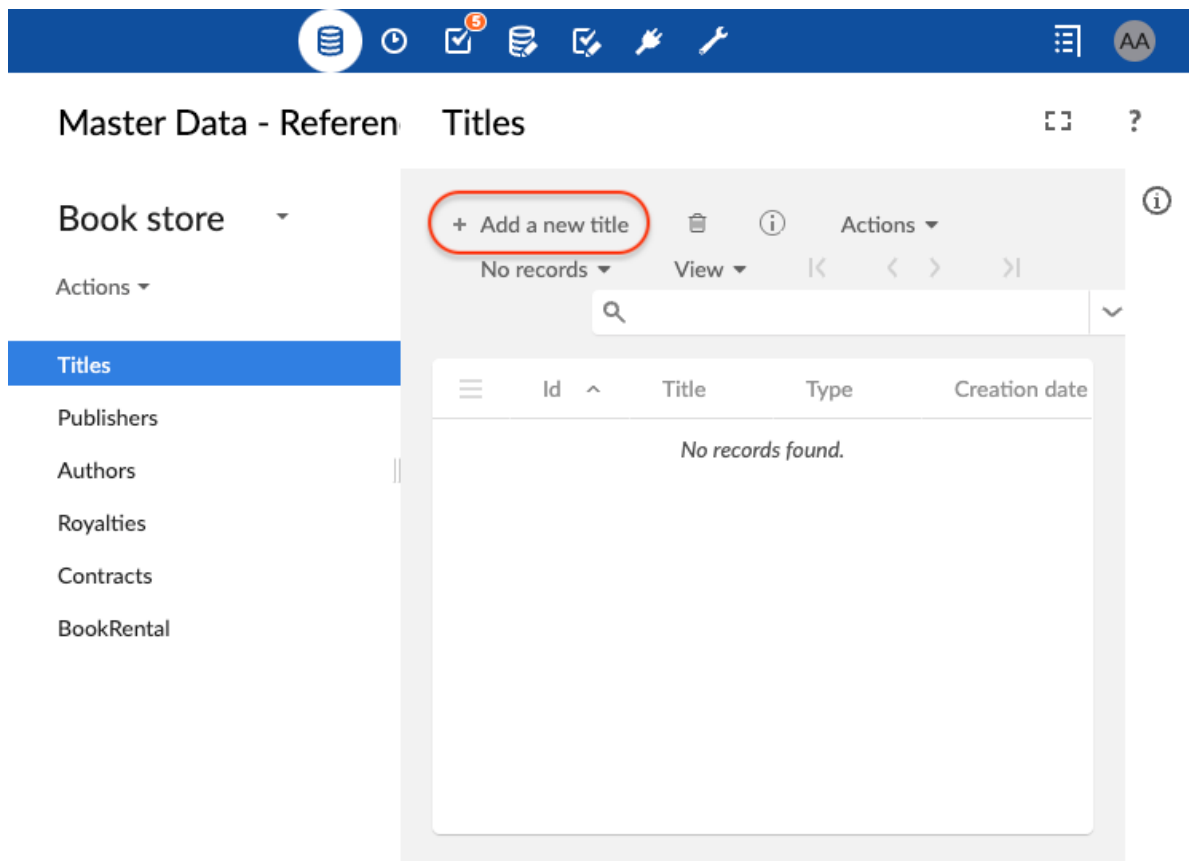 5
AA
Master Data - Referen
Titles
?
Book store
+ Add a new title
Actions
No records
View
Actions
Titles
Publishers
Authors
Royalties
Contracts
BookRental
Id
Title
Type
Creation date
No records found.